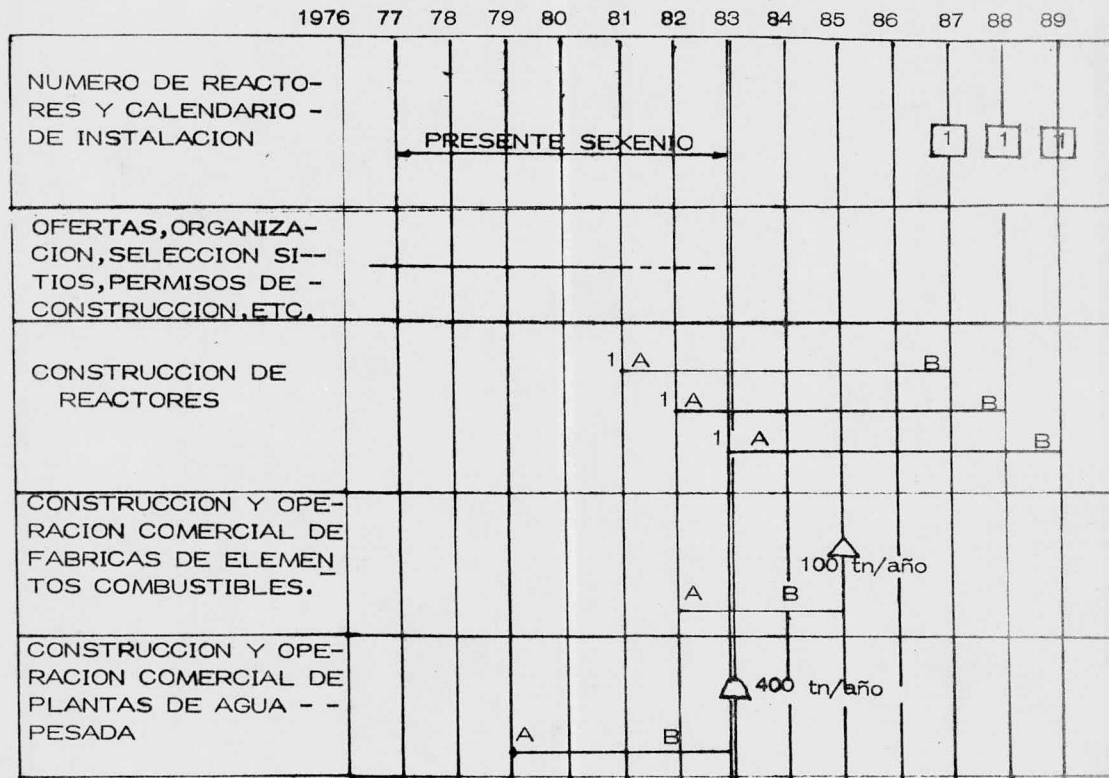 1976 77 78 79 80 81 82 83 84 85 86 87 88 89
NUMERO DE REACTO-
RES Y CALENDARIO -
DE INSTALACION
PRESENTE SEXENIO
1 1 1
OFERTAS, ORGANIZA-
CION, SELECCION SI--
TIOS, PERMISOS DE -
CONSTRUCCION, ETC.
CONSTRUCCION DE
REACTORES
1 A B
1 A B
1 A B
CONSTRUCCION Y OPE-
RACION COMERCIAL DE
FABRICAS DE ELEMEN_
TOS COMBUSTIBLES.
100 tn/año
A B
CONSTRUCCION Y OPE-
RACION COMERCIAL DE
PLANTAS DE AGUA - -
PESADA
400 tn/año
A B